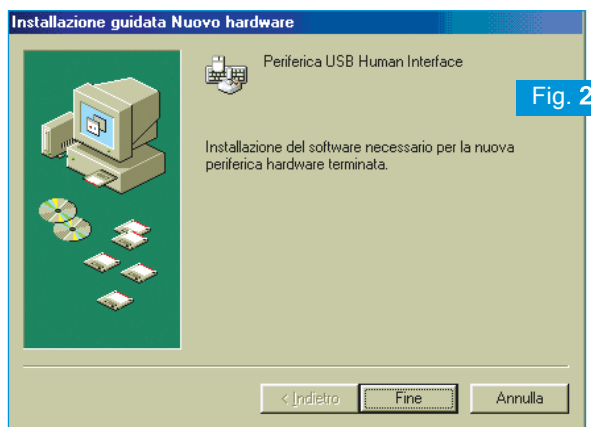 Installazione guidata Nuovo hardware
Periferica USB Human Interface
Fig. 2
Installazione del software necessario per la nuova
periferica hardware terminata.
< Indietro
Fine
Annulla